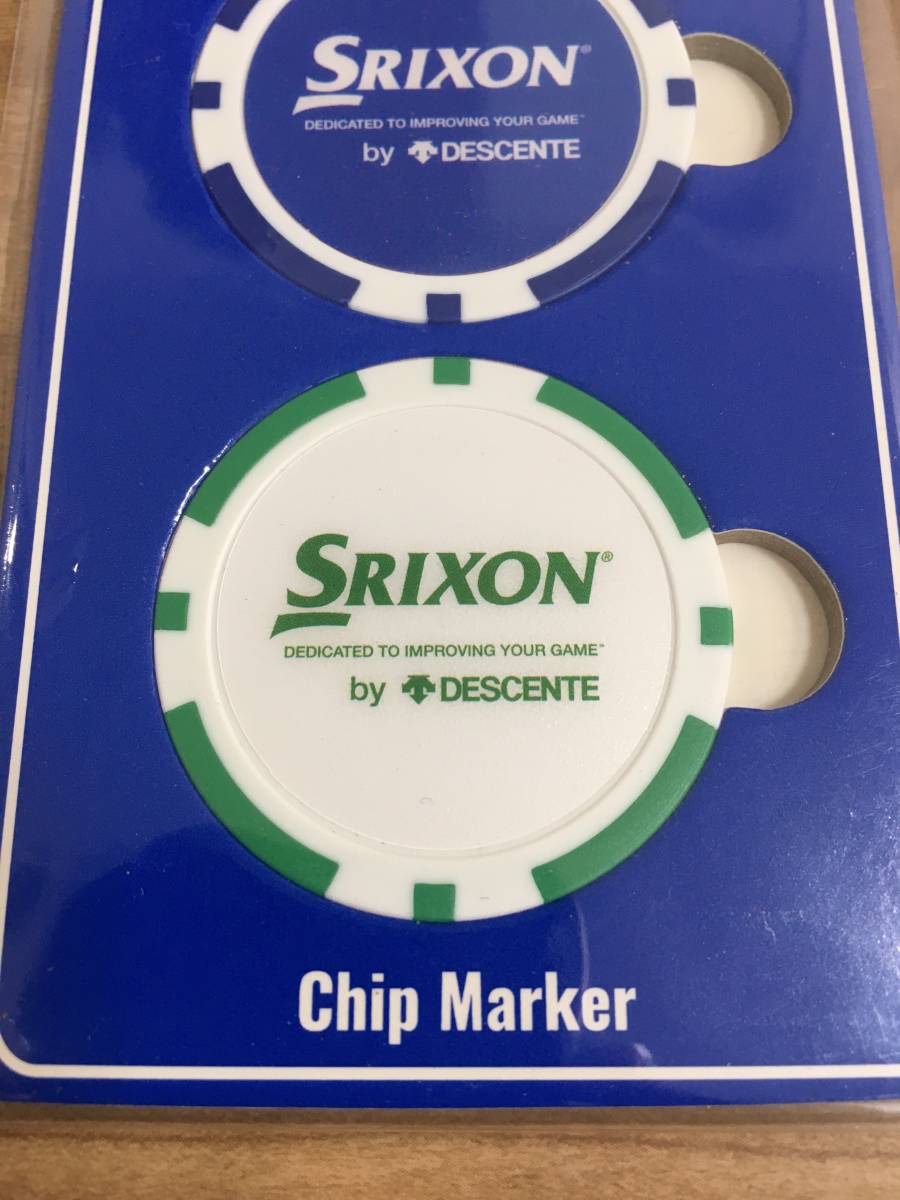 SRIXON®
DEDICATED TO IMPROVING YOUR GAME™
by DESCENTE
SRIXON®
DEDICATED TO IMPROVING YOUR GAME™
by DESCENTE
Chip Marker